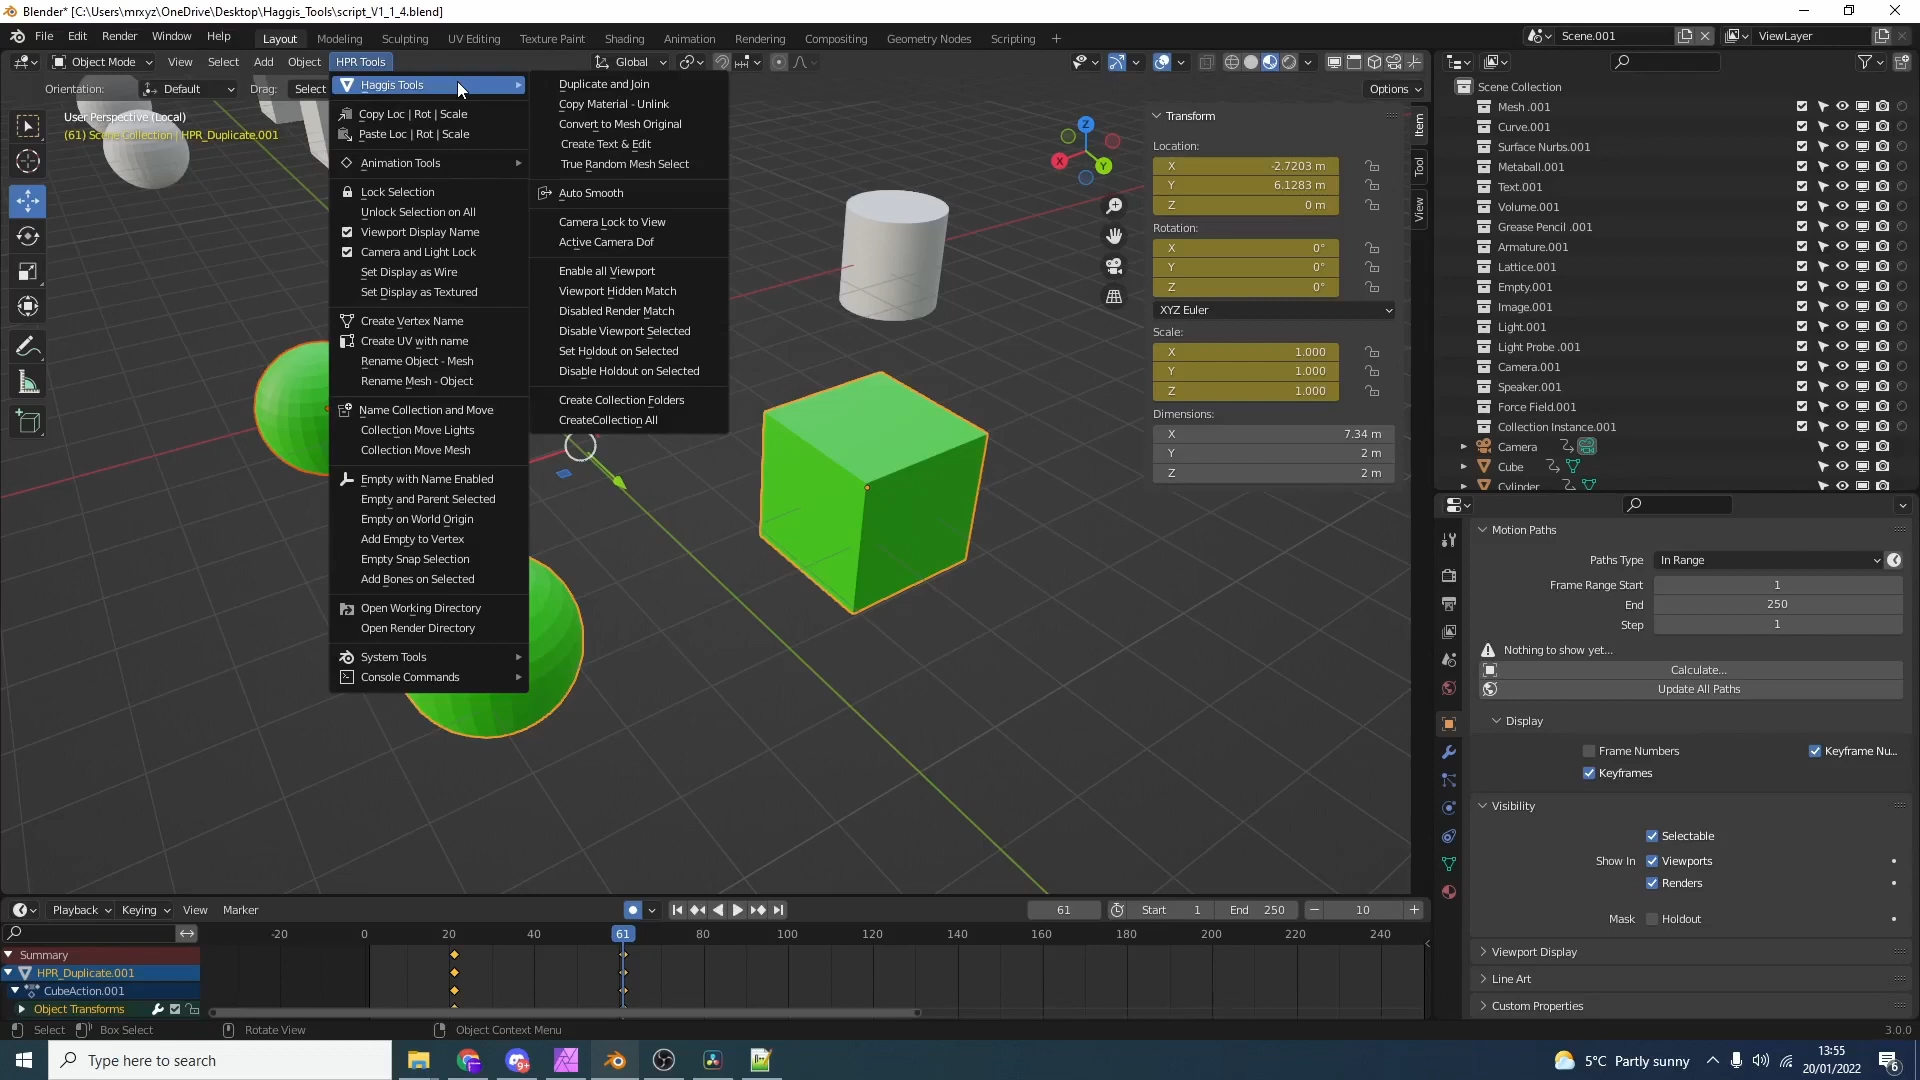 Blender* [C:\Users\mrxyz\OneDrive\Desktop\Haggis_Tools\script_V1_1_4.blend]
File Edit Render Window Help Layout Modeling Sculpting UV Editing Texture Paint Shading Animation Rendering Compositing Geometry Nodes Scripting + Scene.001 ViewLayer
Object Mode View Select Add Object HPR Tools Global
Orientation: Default Drag: Select Options
User Perspective (Local)
(61) Scene Collection | HPR_Duplicate.001
Haggis Tools
Copy Loc | Rot | Scale
Paste Loc | Rot | Scale
Animation Tools
Lock Selection
Unlock Selection on All
Viewport Display Name
Camera and Light Lock
Set Display as Wire
Set Display as Textured
Create Vertex Name
Create UV with name
Rename Object - Mesh
Rename Mesh - Object
Name Collection and Move
Collection Move Lights
Collection Move Mesh
Empty with Name Enabled
Empty and Parent Selected
Empty on World Origin
Add Empty to Vertex
Empty Snap Selection
Add Bones on Selected
Open Working Directory
Open Render Directory
System Tools
Console Commands
Duplicate and Join
Copy Material - Unlink
Convert to Mesh Original
Create Text & Edit
True Random Mesh Select
Auto Smooth
Camera Lock to View
Active Camera Dof
Enable all Viewport
Viewport Hidden Match
Disabled Render Match
Disable Viewport Selected
Set Holdout on Selected
Disable Holdout on Selected
Create Collection Folders
CreateCollection All
Z
X
Y
Transform
Location:
X -2.7203 m
Y 6.1283 m
Z 0 m
Rotation:
X 0°
Y 0°
Z 0°
XYZ Euler
Scale:
X 1.000
Y 1.000
Z 1.000
Dimensions:
X 7.34 m
Y 2 m
Z 2 m
Item
Tool
View
Scene Collection
Mesh .001
Curve.001
Surface Nurbs.001
Metaball.001
Text.001
Volume.001
Grease Pencil .001
Armature.001
Lattice.001
Empty.001
Image.001
Light.001
Light Probe .001
Camera.001
Speaker.001
Force Field.001
Collection Instance.001
Camera
Cube
Cylinder
Motion Paths
Paths Type In Range
Frame Range Start 1
End 250
Step 1
Nothing to show yet...
Calculate...
Update All Paths
Display
Frame Numbers Keyframe Nu...
Keyframes
Visibility
Selectable
Show In Viewports
Renders
Mask Holdout
Viewport Display
Line Art
Custom Properties
Playback Keying View Marker 61 Start 1 End 250 10
-20 0 20 40 61 80 100 120 140 160 180 200 220 240
Summary
HPR_Duplicate.001
CubeAction.001
Object Transforms
Select Box Select Rotate View Object Context Menu 3.0.0
Type here to search 9+ 5°C Partly sunny 13:55
20/01/2022 6